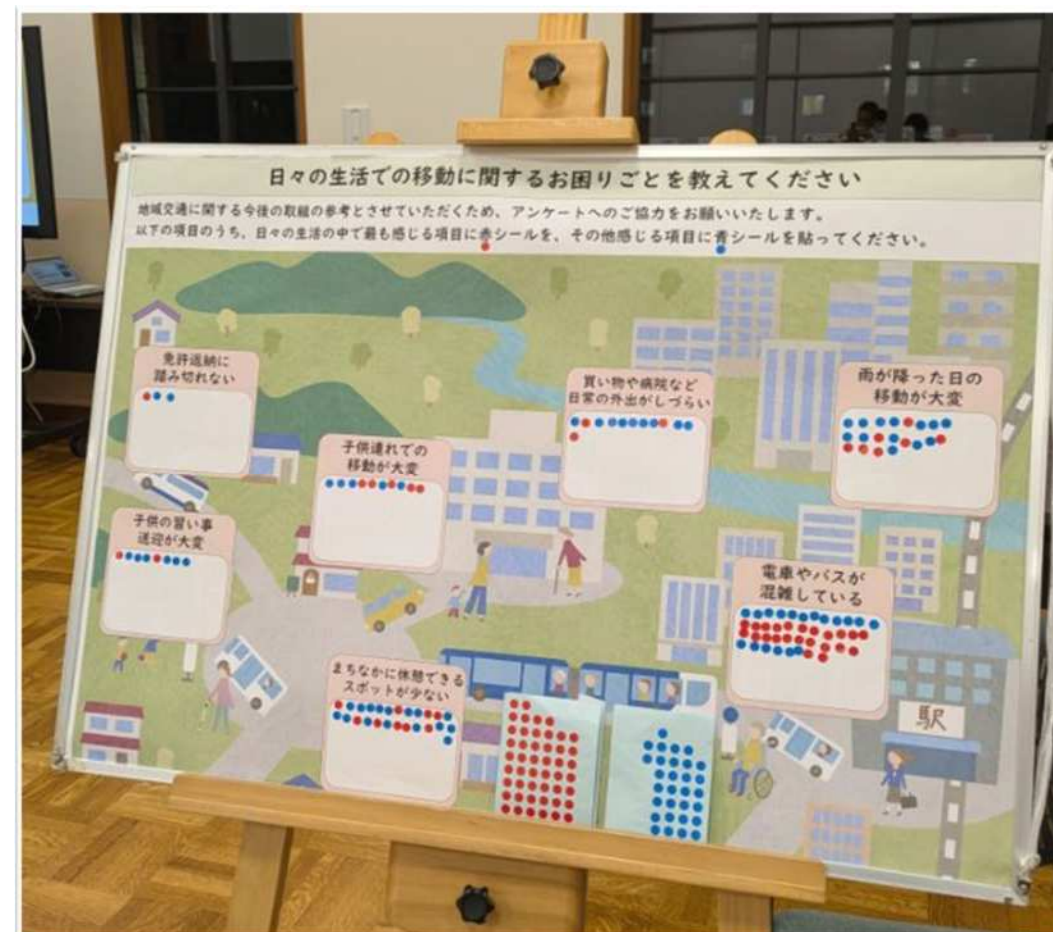 日々の生活での移動に関するお困りごとを教えてください
地域交通に関する今後の取組の参考とさせていただくため、アンケートへのご協力をお願いいたします。
以下の項目のうち、日々の生活の中で最も感じる項目に赤シールを、その他感じる項目に青シールを貼ってください。
免許返納に
踏み切れない
子供連れでの
移動が大変
買い物や病院など
日常の外出がしづらい
雨が降った日の
移動が大変
子供の習い事
送迎が大変
電車やバスが
混雑している
まちなかに休憩できる
スポットが少ない
駅